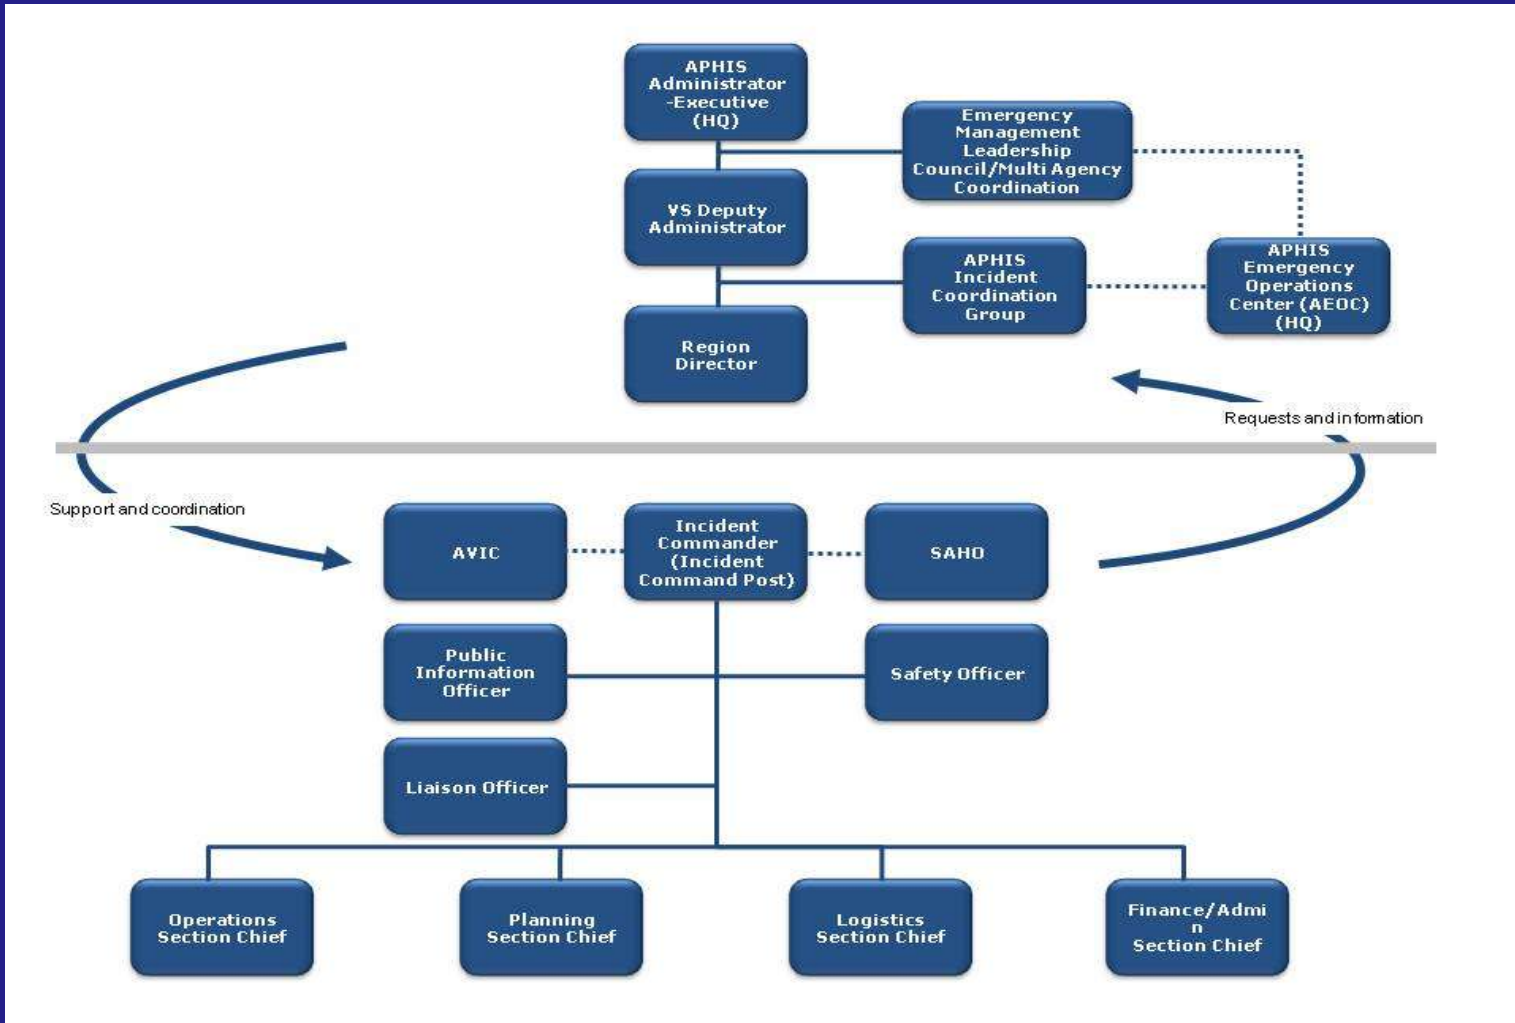 APHIS
Administrator
-Executive
(HQ)
Emergency
Management
Leadership
Council/Multi Agency
Coordination
VS Deputy
Administrator
APHIS
Incident
Coordination
Group
APHIS
Emergency
Operations
Center (AEOC)
(HQ)
Region
Director
Requests and information
Support and coordination
AVIC
Incident
Commander
(Incident
Command Post)
SAHO
Public
Information
Officer
Safety Officer
Liaison Officer
Operations
Section Chief
Planning
Section Chief
Logistics
Section Chief
Finance/Admi
n
Section Chief